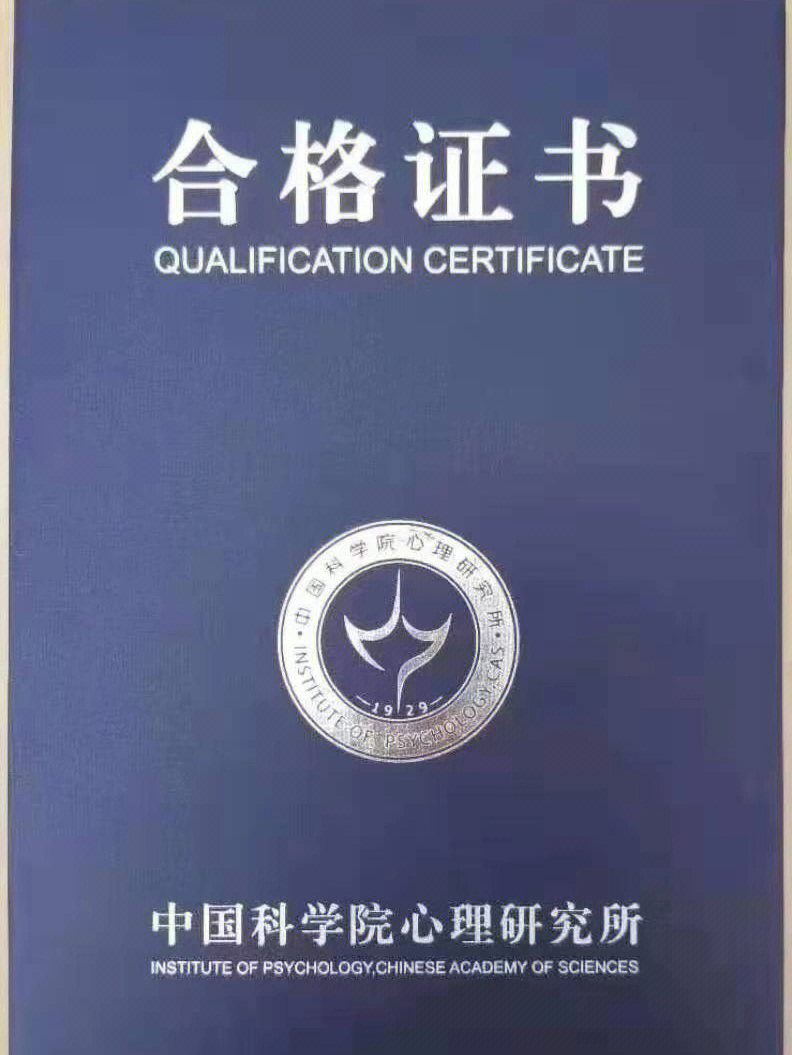 合格证书
QUALIFICATION CERTIFICATE
·中国科学院心理研究所·
INSTITUTE OF PSYCHOLOGY,CAS
1929
中国科学院心理研究所
INSTITUTE OF PSYCHOLOGY,CHINESE ACADEMY OF SCIENCES